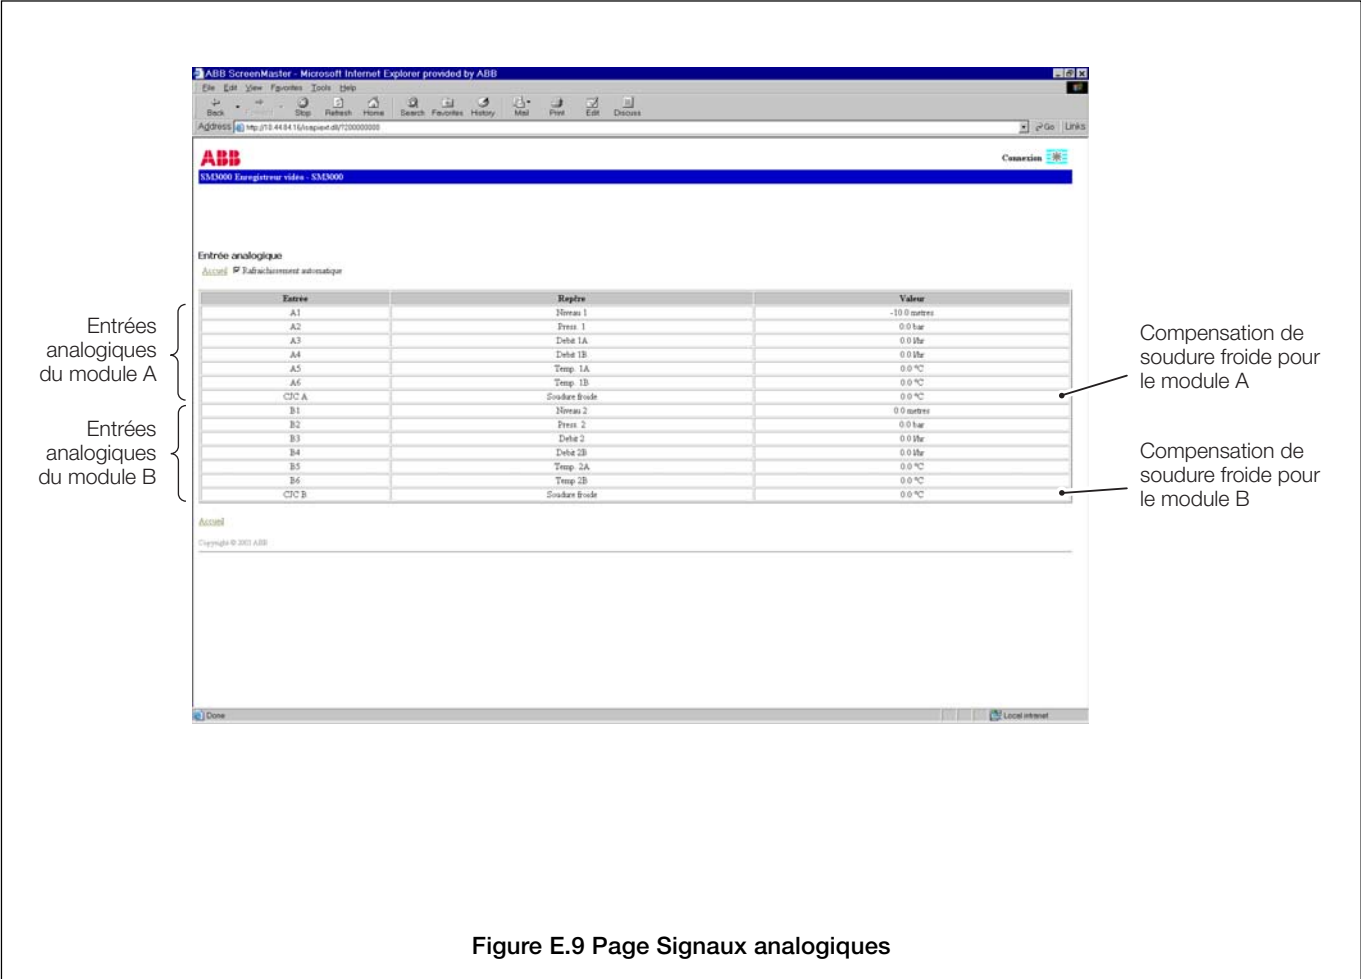 ABB ScreenMaster - Microsoft Internet Explorer provided by ABB
File Edit View Favorites Tools Help
Back Forward Stop Refresh Home Search Favorites History Mail Print Edit Discuss
Address Go Links
ABB
Connexion
SM3000 Enregistreur video - SM3000
Entrée analogique
Accueil Rafraichissement automatique
Entrée Repère Valeur
A1 Niveau 1 -10.0 metres
A2 Press. 1 0.0 bar
A3 Debit 1A 0.0 l/hr
A4 Debit 1B 0.0 l/hr
A5 Temp. 1A 0.0 °C
A6 Temp. 1B 0.0 °C
CJC A Soudure froide 0.0 °C
B1 Niveau 2 0.0 metres
B2 Press. 2 0.0 bar
B3 Debit 2 0.0 l/hr
B4 Debit 2B 0.0 l/hr
B5 Temp. 2A 0.0 °C
B6 Temp 2B 0.0 °C
CJC B Soudure froide 0.0 °C
Accueil
Copyright © 2001 ABB
Done Local intranet
Entrées
analogiques
du module A
Entrées
analogiques
du module B
Compensation de
soudure froide pour
le module A
Compensation de
soudure froide pour
le module B
Figure E.9 Page Signaux analogiques